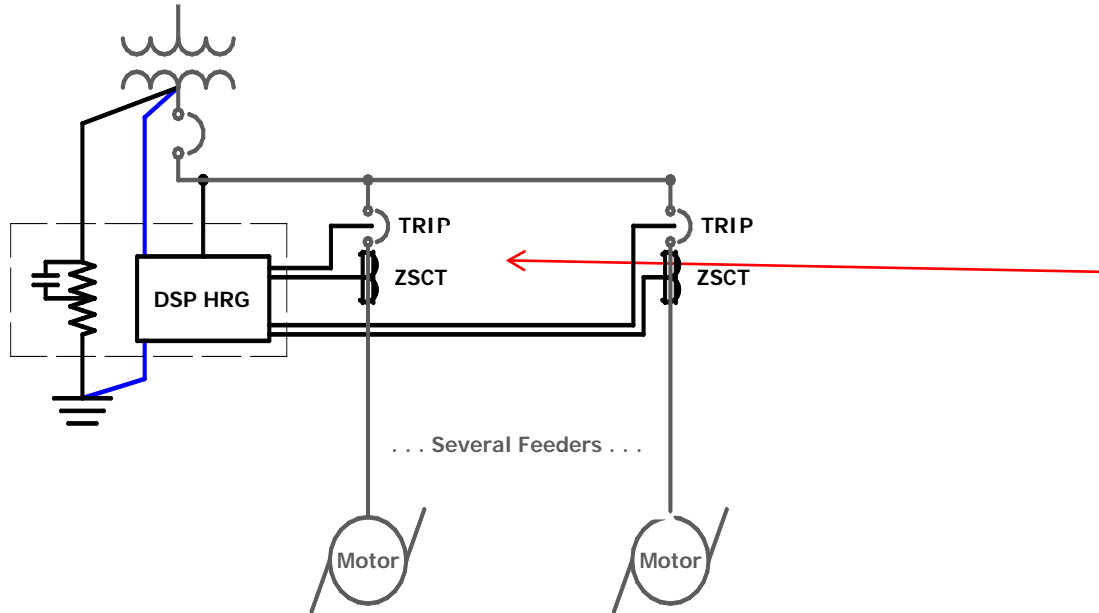 TRIP
TRIP
ZSCT
ZSCT
DSP HRG
. . . Several Feeders . . .
Motor
Motor